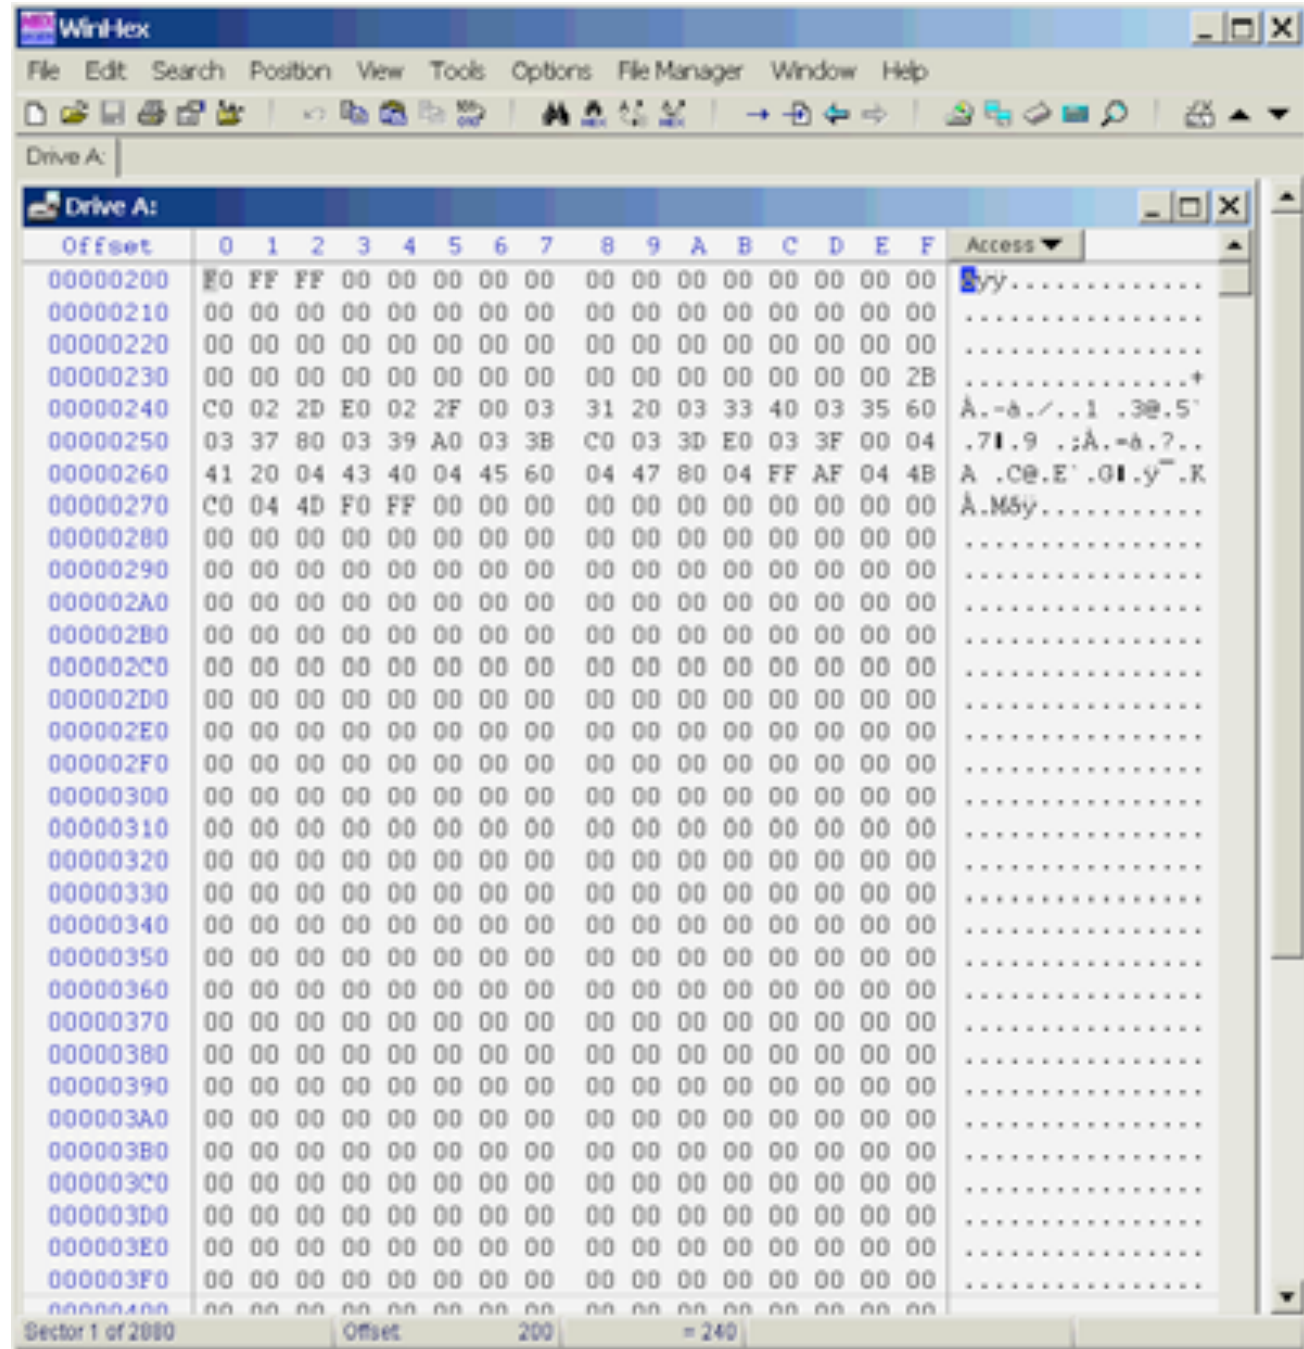 WinHex
File Edit Search Position View Tools Options File Manager Window Help
Drive A:
Drive A:
Offset 0 1 2 3 4 5 6 7 8 9 A B C D E F Access
00000200 F0 FF FF 00 00 00 00 00 00 00 00 00 00 00 00 00 ðÿÿ.............
00000210 00 00 00 00 00 00 00 00 00 00 00 00 00 00 00 00 ................
00000220 00 00 00 00 00 00 00 00 00 00 00 00 00 00 00 00 ................
00000230 00 00 00 00 00 00 00 00 00 00 00 00 00 00 00 2B ...............+
00000240 C0 02 2D E0 02 2F 00 03 31 20 03 33 40 03 35 60 À.-à./..1 .3@.5`
00000250 03 37 80 03 39 A0 03 3B C0 03 3D E0 03 3F 00 04 .7▮.9 .;À.=à.?..
00000260 41 20 04 43 40 04 45 60 04 47 80 04 FF AF 04 4B A .C@.E`.G▮.ÿ¯.K
00000270 C0 04 4D F0 FF 00 00 00 00 00 00 00 00 00 00 00 À.Mðÿ...........
00000280 00 00 00 00 00 00 00 00 00 00 00 00 00 00 00 00 ................
00000290 00 00 00 00 00 00 00 00 00 00 00 00 00 00 00 00 ................
000002A0 00 00 00 00 00 00 00 00 00 00 00 00 00 00 00 00 ................
000002B0 00 00 00 00 00 00 00 00 00 00 00 00 00 00 00 00 ................
000002C0 00 00 00 00 00 00 00 00 00 00 00 00 00 00 00 00 ................
000002D0 00 00 00 00 00 00 00 00 00 00 00 00 00 00 00 00 ................
000002E0 00 00 00 00 00 00 00 00 00 00 00 00 00 00 00 00 ................
000002F0 00 00 00 00 00 00 00 00 00 00 00 00 00 00 00 00 ................
00000300 00 00 00 00 00 00 00 00 00 00 00 00 00 00 00 00 ................
00000310 00 00 00 00 00 00 00 00 00 00 00 00 00 00 00 00 ................
00000320 00 00 00 00 00 00 00 00 00 00 00 00 00 00 00 00 ................
00000330 00 00 00 00 00 00 00 00 00 00 00 00 00 00 00 00 ................
00000340 00 00 00 00 00 00 00 00 00 00 00 00 00 00 00 00 ................
00000350 00 00 00 00 00 00 00 00 00 00 00 00 00 00 00 00 ................
00000360 00 00 00 00 00 00 00 00 00 00 00 00 00 00 00 00 ................
00000370 00 00 00 00 00 00 00 00 00 00 00 00 00 00 00 00 ................
00000380 00 00 00 00 00 00 00 00 00 00 00 00 00 00 00 00 ................
00000390 00 00 00 00 00 00 00 00 00 00 00 00 00 00 00 00 ................
000003A0 00 00 00 00 00 00 00 00 00 00 00 00 00 00 00 00 ................
000003B0 00 00 00 00 00 00 00 00 00 00 00 00 00 00 00 00 ................
000003C0 00 00 00 00 00 00 00 00 00 00 00 00 00 00 00 00 ................
000003D0 00 00 00 00 00 00 00 00 00 00 00 00 00 00 00 00 ................
000003E0 00 00 00 00 00 00 00 00 00 00 00 00 00 00 00 00 ................
000003F0 00 00 00 00 00 00 00 00 00 00 00 00 00 00 00 00 ................
00000400 00 00 00 00 00 00 00 00 00 00 00 00 00 00 00 00
Sector 1 of 2880 Offset: 200 = 240